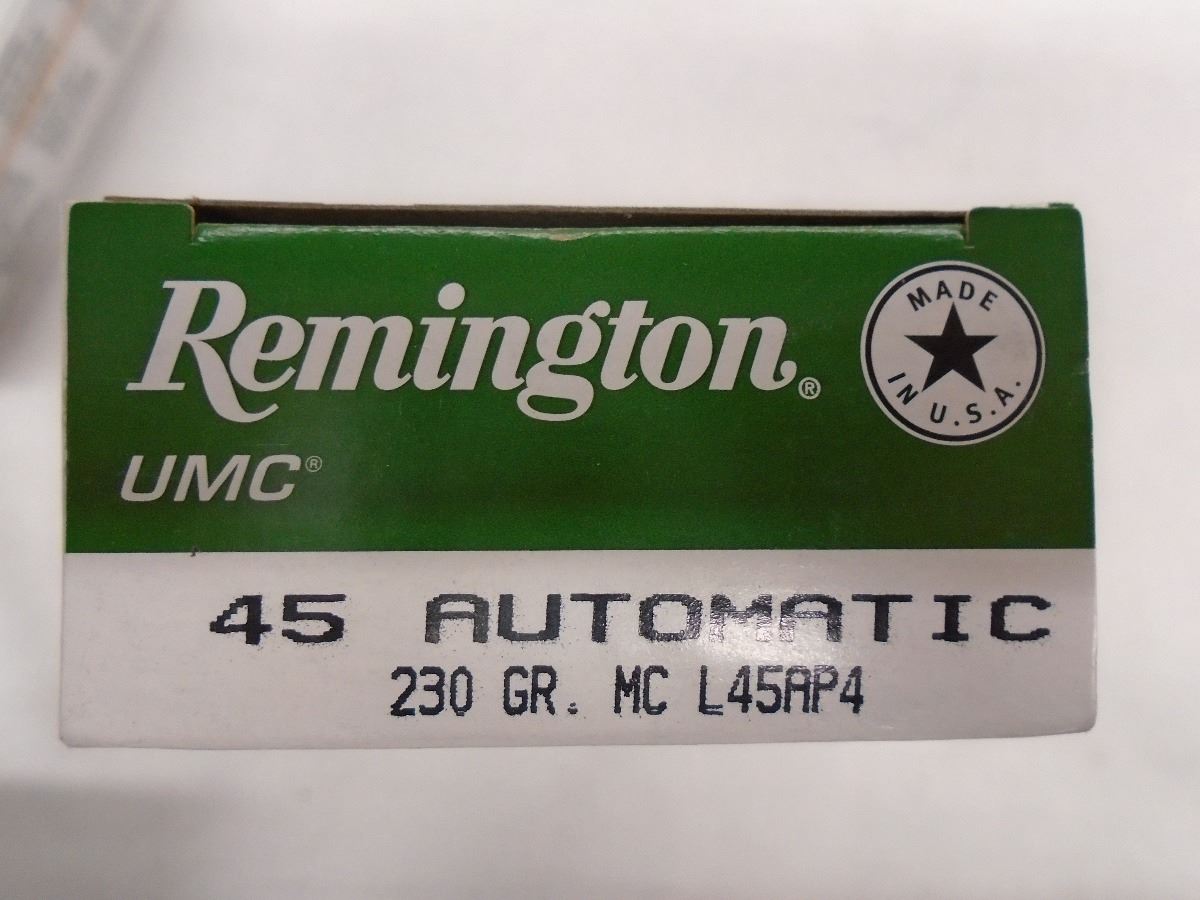 Remington®
MADE
IN U.S.A.
UMC®
45 AUTOMATIC
230 GR. MC L45AP4